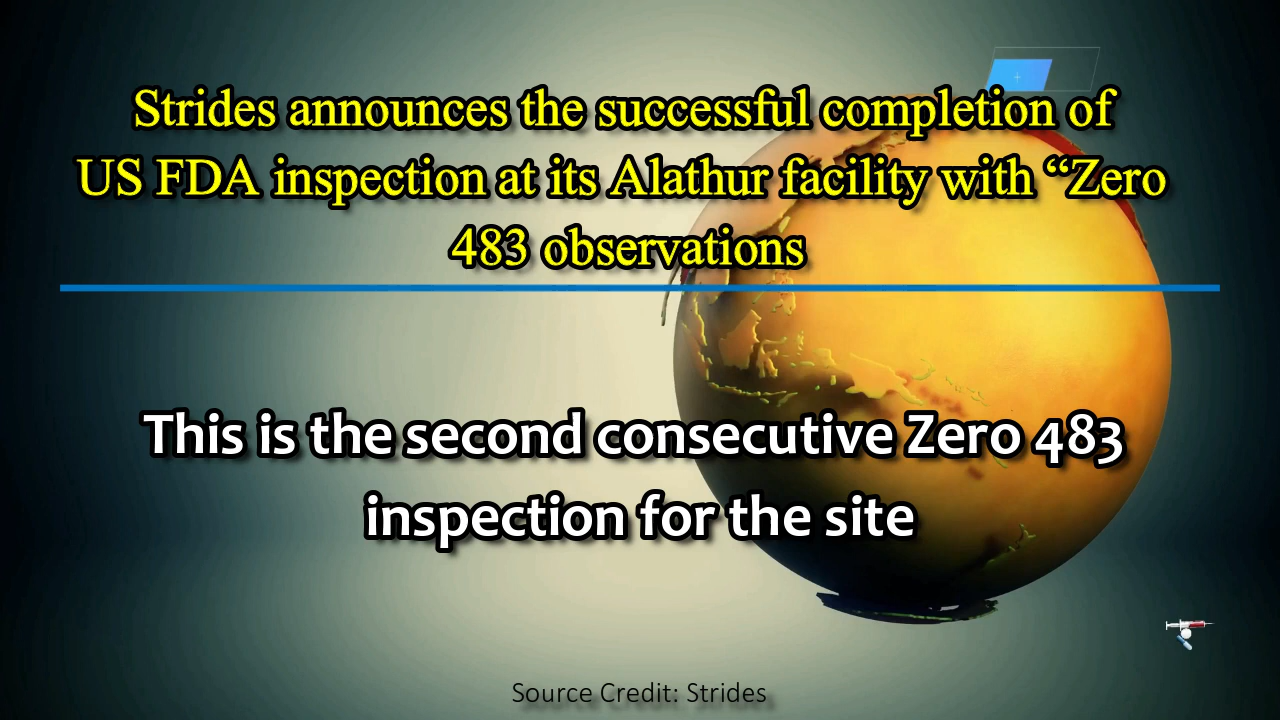 Strides announces the successful completion of
US FDA inspection at its Alathur facility with “Zero
483 observations
This is the second consecutive Zero 483
inspection for the site
Source Credit: Strides